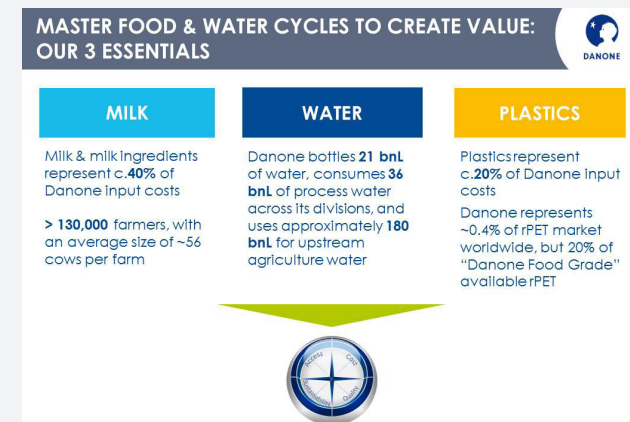 MASTER FOOD & WATER CYCLES TO CREATE VALUE:
OUR 3 ESSENTIALS
DANONE
MILK
Milk & milk ingredients
represent c.40% of
Danone input costs
> 130,000 farmers, with
an average size of ~56
cows per farm
WATER
Danone bottles 21 bnL
of water, consumes 36
bnL of process water
across its divisions, and
uses approximately 180
bnL for upstream
agriculture water
PLASTICS
Plastics represent
c.20% of Danone input
costs
Danone represents
~0.4% of rPET market
worldwide, but 20% of
“Danone Food Grade”
available rPET
Access
Cost
Sustainability
Quality